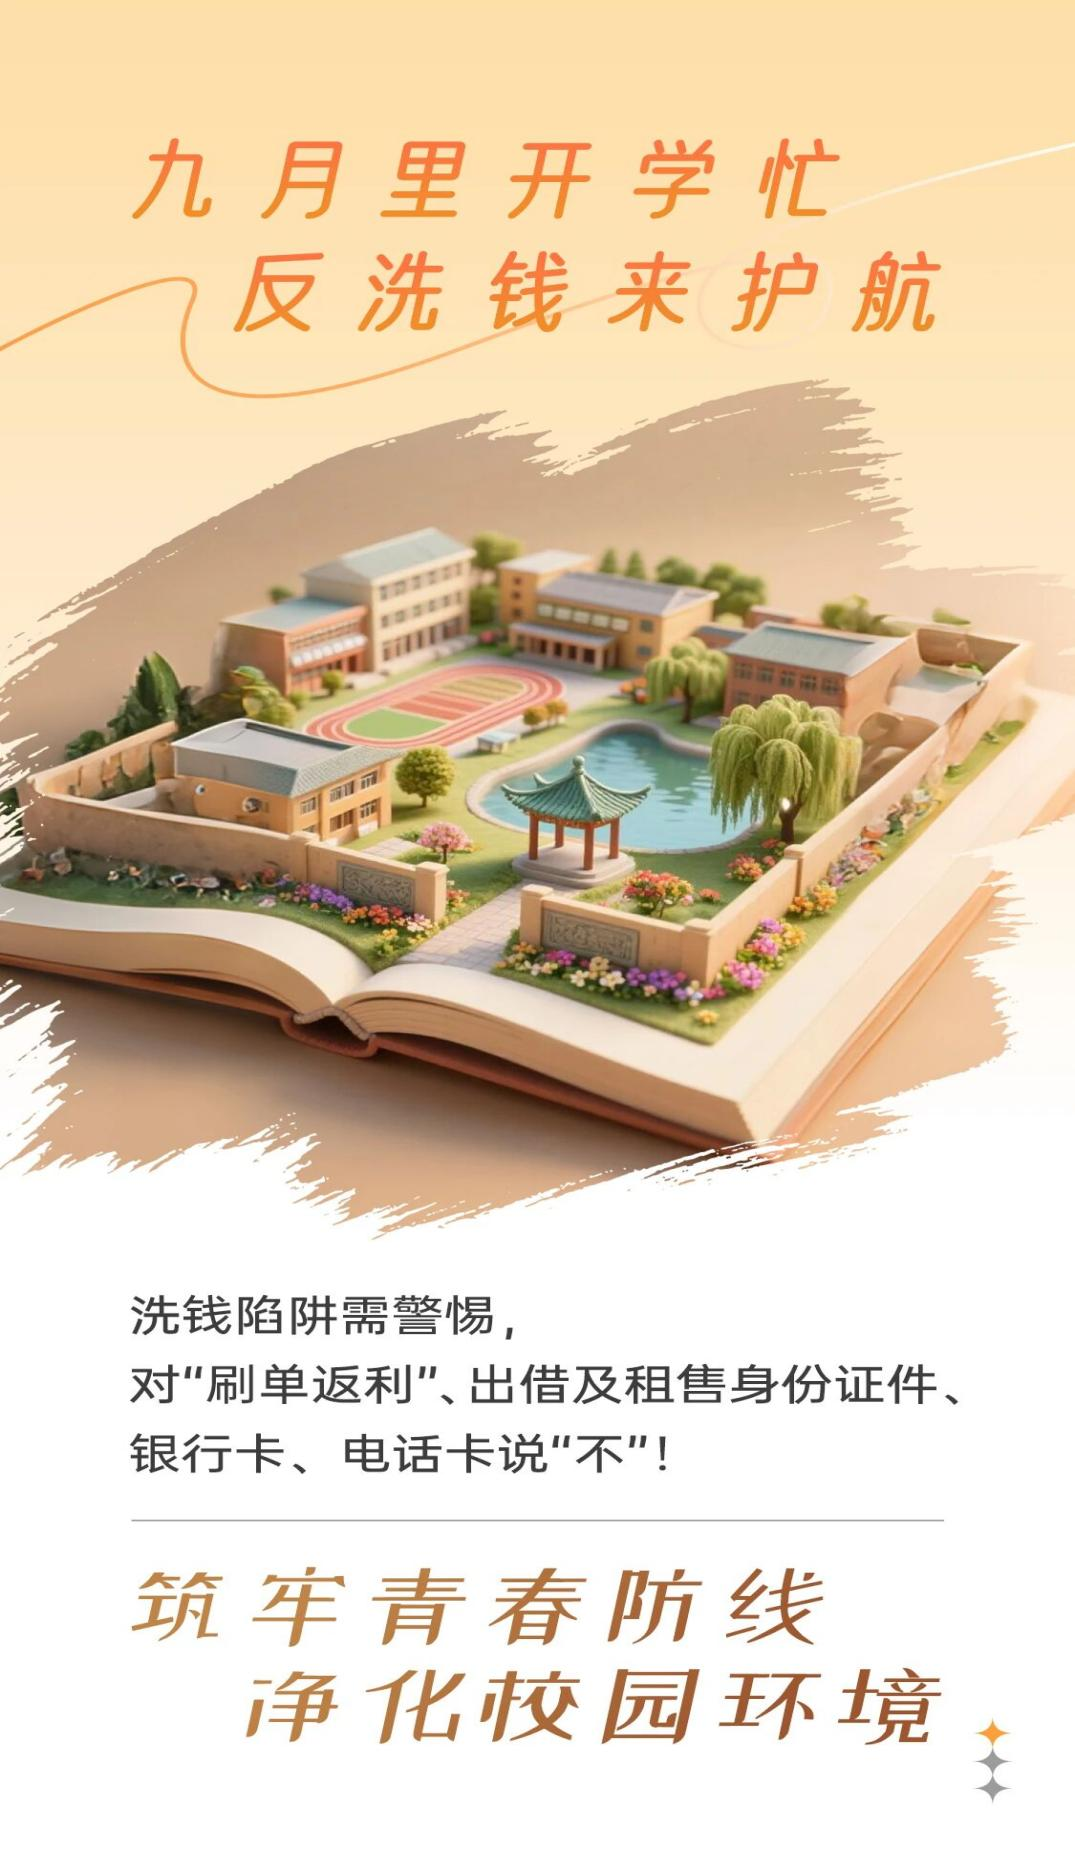 九月里开学忙
反洗钱来护航
洗钱陷阱需警惕，
对“刷单返利”、出借及租售身份证件、
银行卡、电话卡说“不”！
筑牢青春防线
净化校园环境